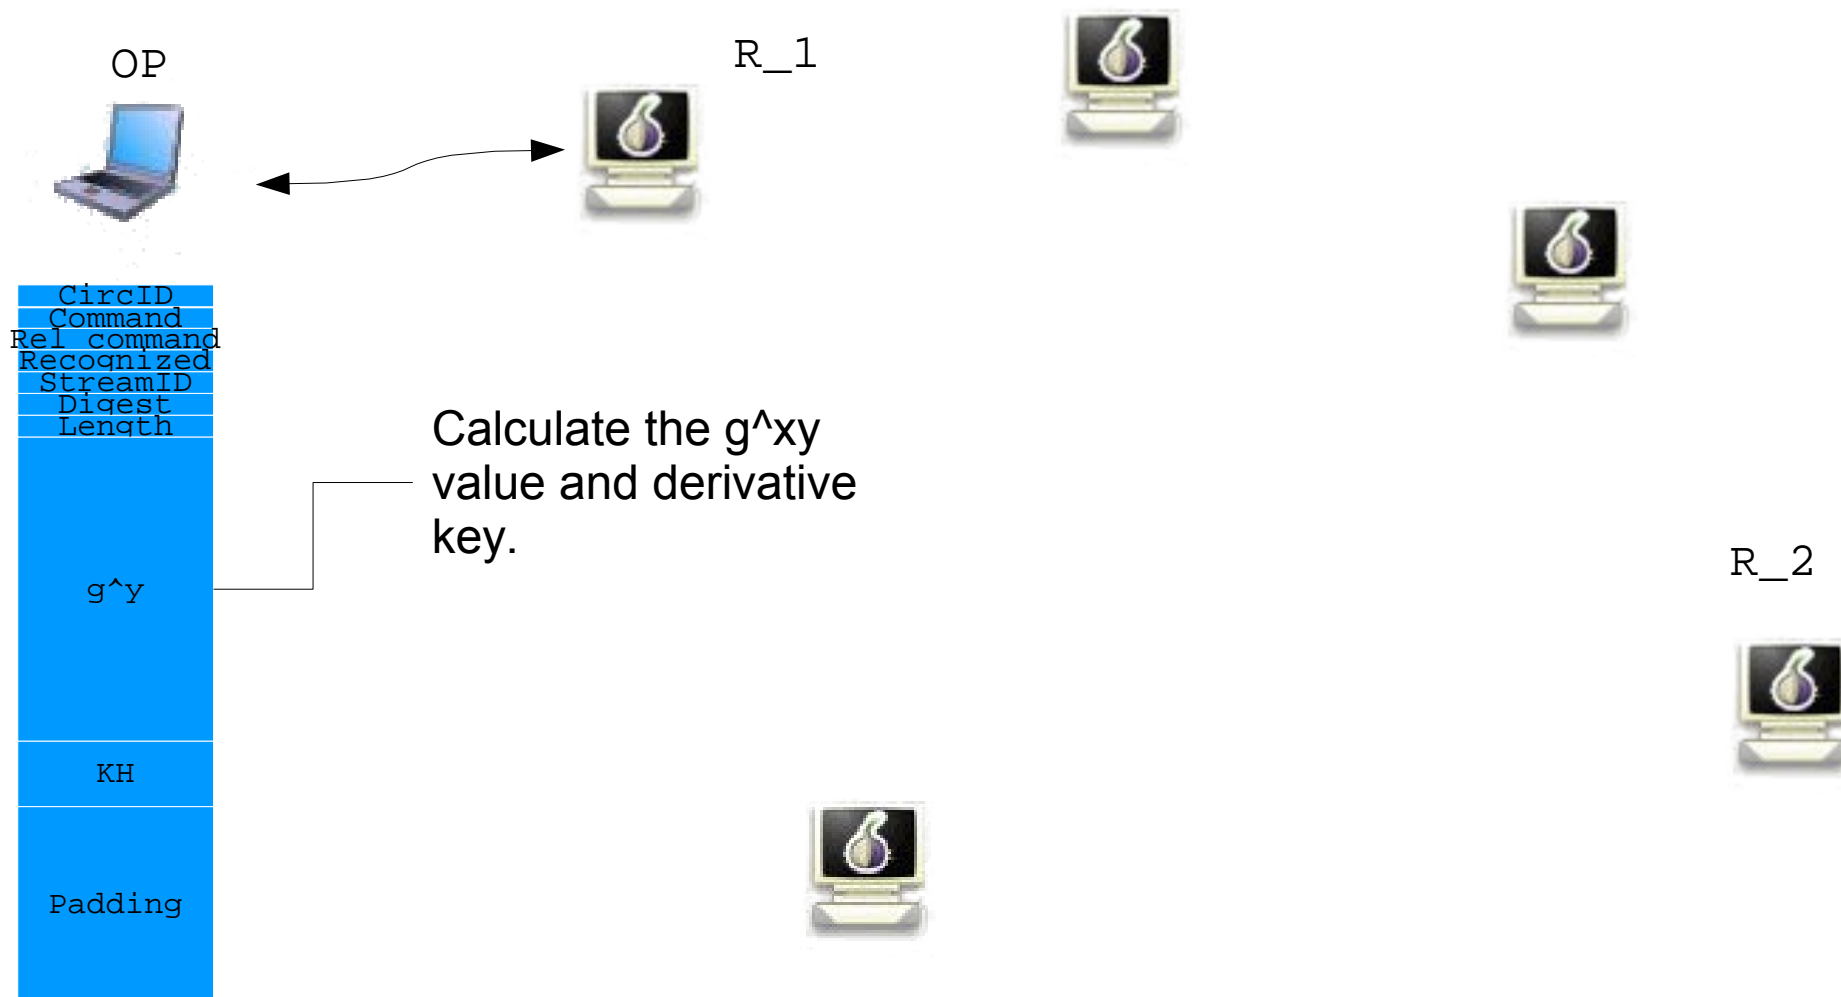 OP
R_1
CircID
Command
Rel command
Recognized
StreamID
Digest
Length
Calculate the g^xy
value and derivative
key.
g^y
R_2
KH
Padding